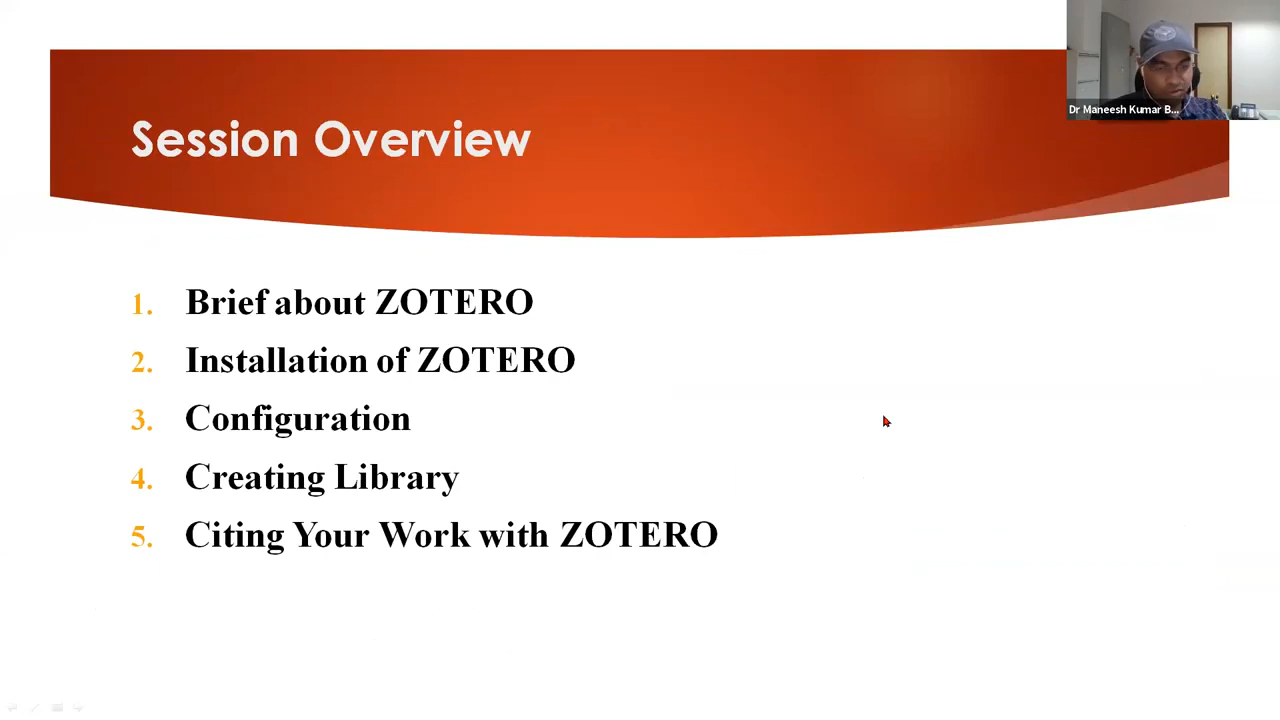 Session Overview
Dr Maneesh Kumar B...
1. Brief about ZOTERO
2. Installation of ZOTERO
3. Configuration
4. Creating Library
5. Citing Your Work with ZOTERO